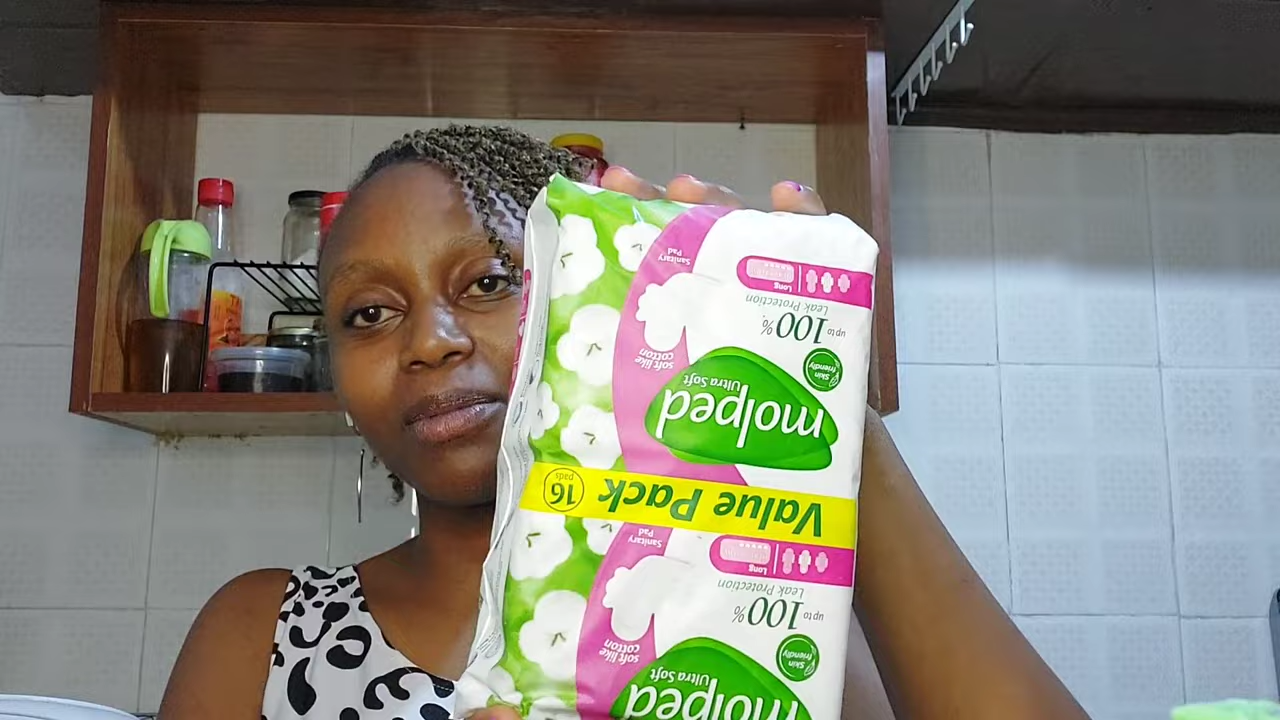 molped
Ultra Soft
Skin
friendly
soft like
cotton
up to 100%
Leak Protection
Long
Sanitary
Pad
Value Pack 16
pads
molped
Ultra Soft
Skin
friendly
soft like
cotton
up to 100%
Leak Protection
Long
Sanitary
Pad